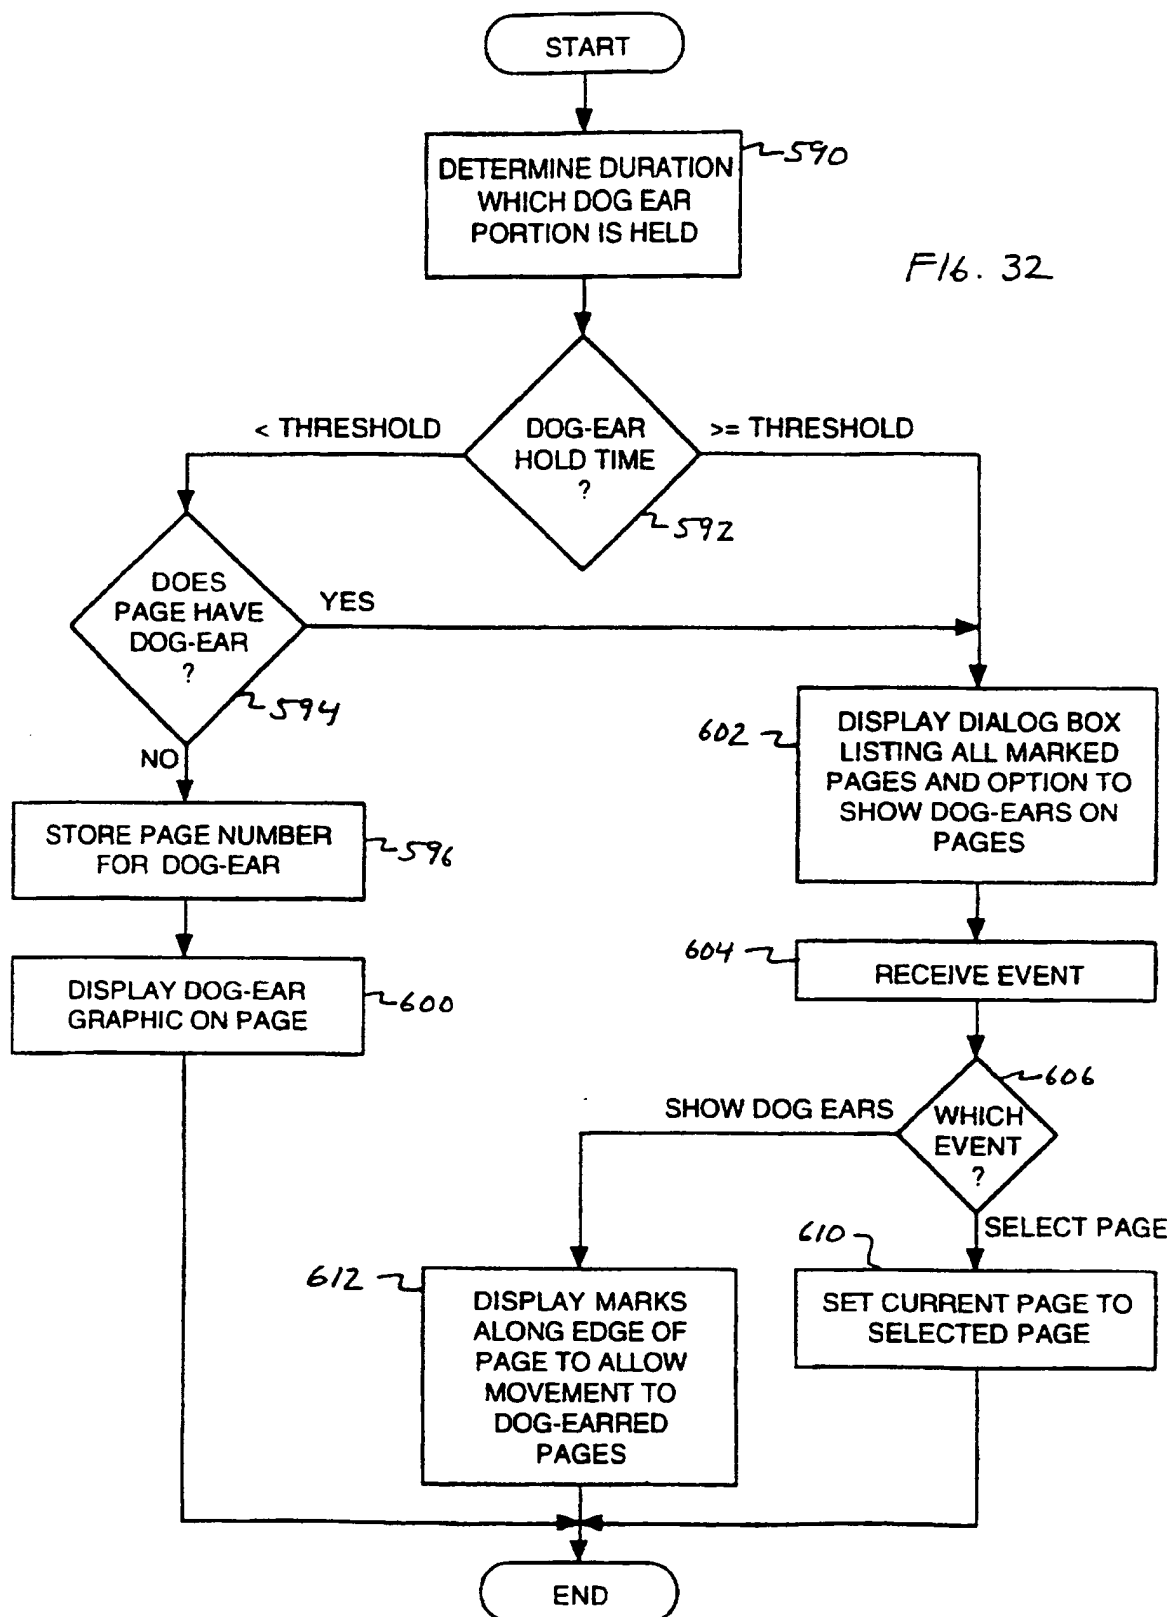 START
DETERMINE DURATION
WHICH DOG EAR
PORTION IS HELD
590
FIG. 32
< THRESHOLD
DOG-EAR
HOLD TIME
?
>= THRESHOLD
592
DOES
PAGE HAVE
DOG-EAR
?
YES
594
NO
STORE PAGE NUMBER
FOR DOG-EAR
596
DISPLAY DOG-EAR
GRAPHIC ON PAGE
600
602
DISPLAY DIALOG BOX
LISTING ALL MARKED
PAGES AND OPTION TO
SHOW DOG-EARS ON
PAGES
604
RECEIVE EVENT
606
SHOW DOG EARS
WHICH
EVENT
?
SELECT PAGE
610
SET CURRENT PAGE TO
SELECTED PAGE
612
DISPLAY MARKS
ALONG EDGE OF
PAGE TO ALLOW
MOVEMENT TO
DOG-EARRED
PAGES
END